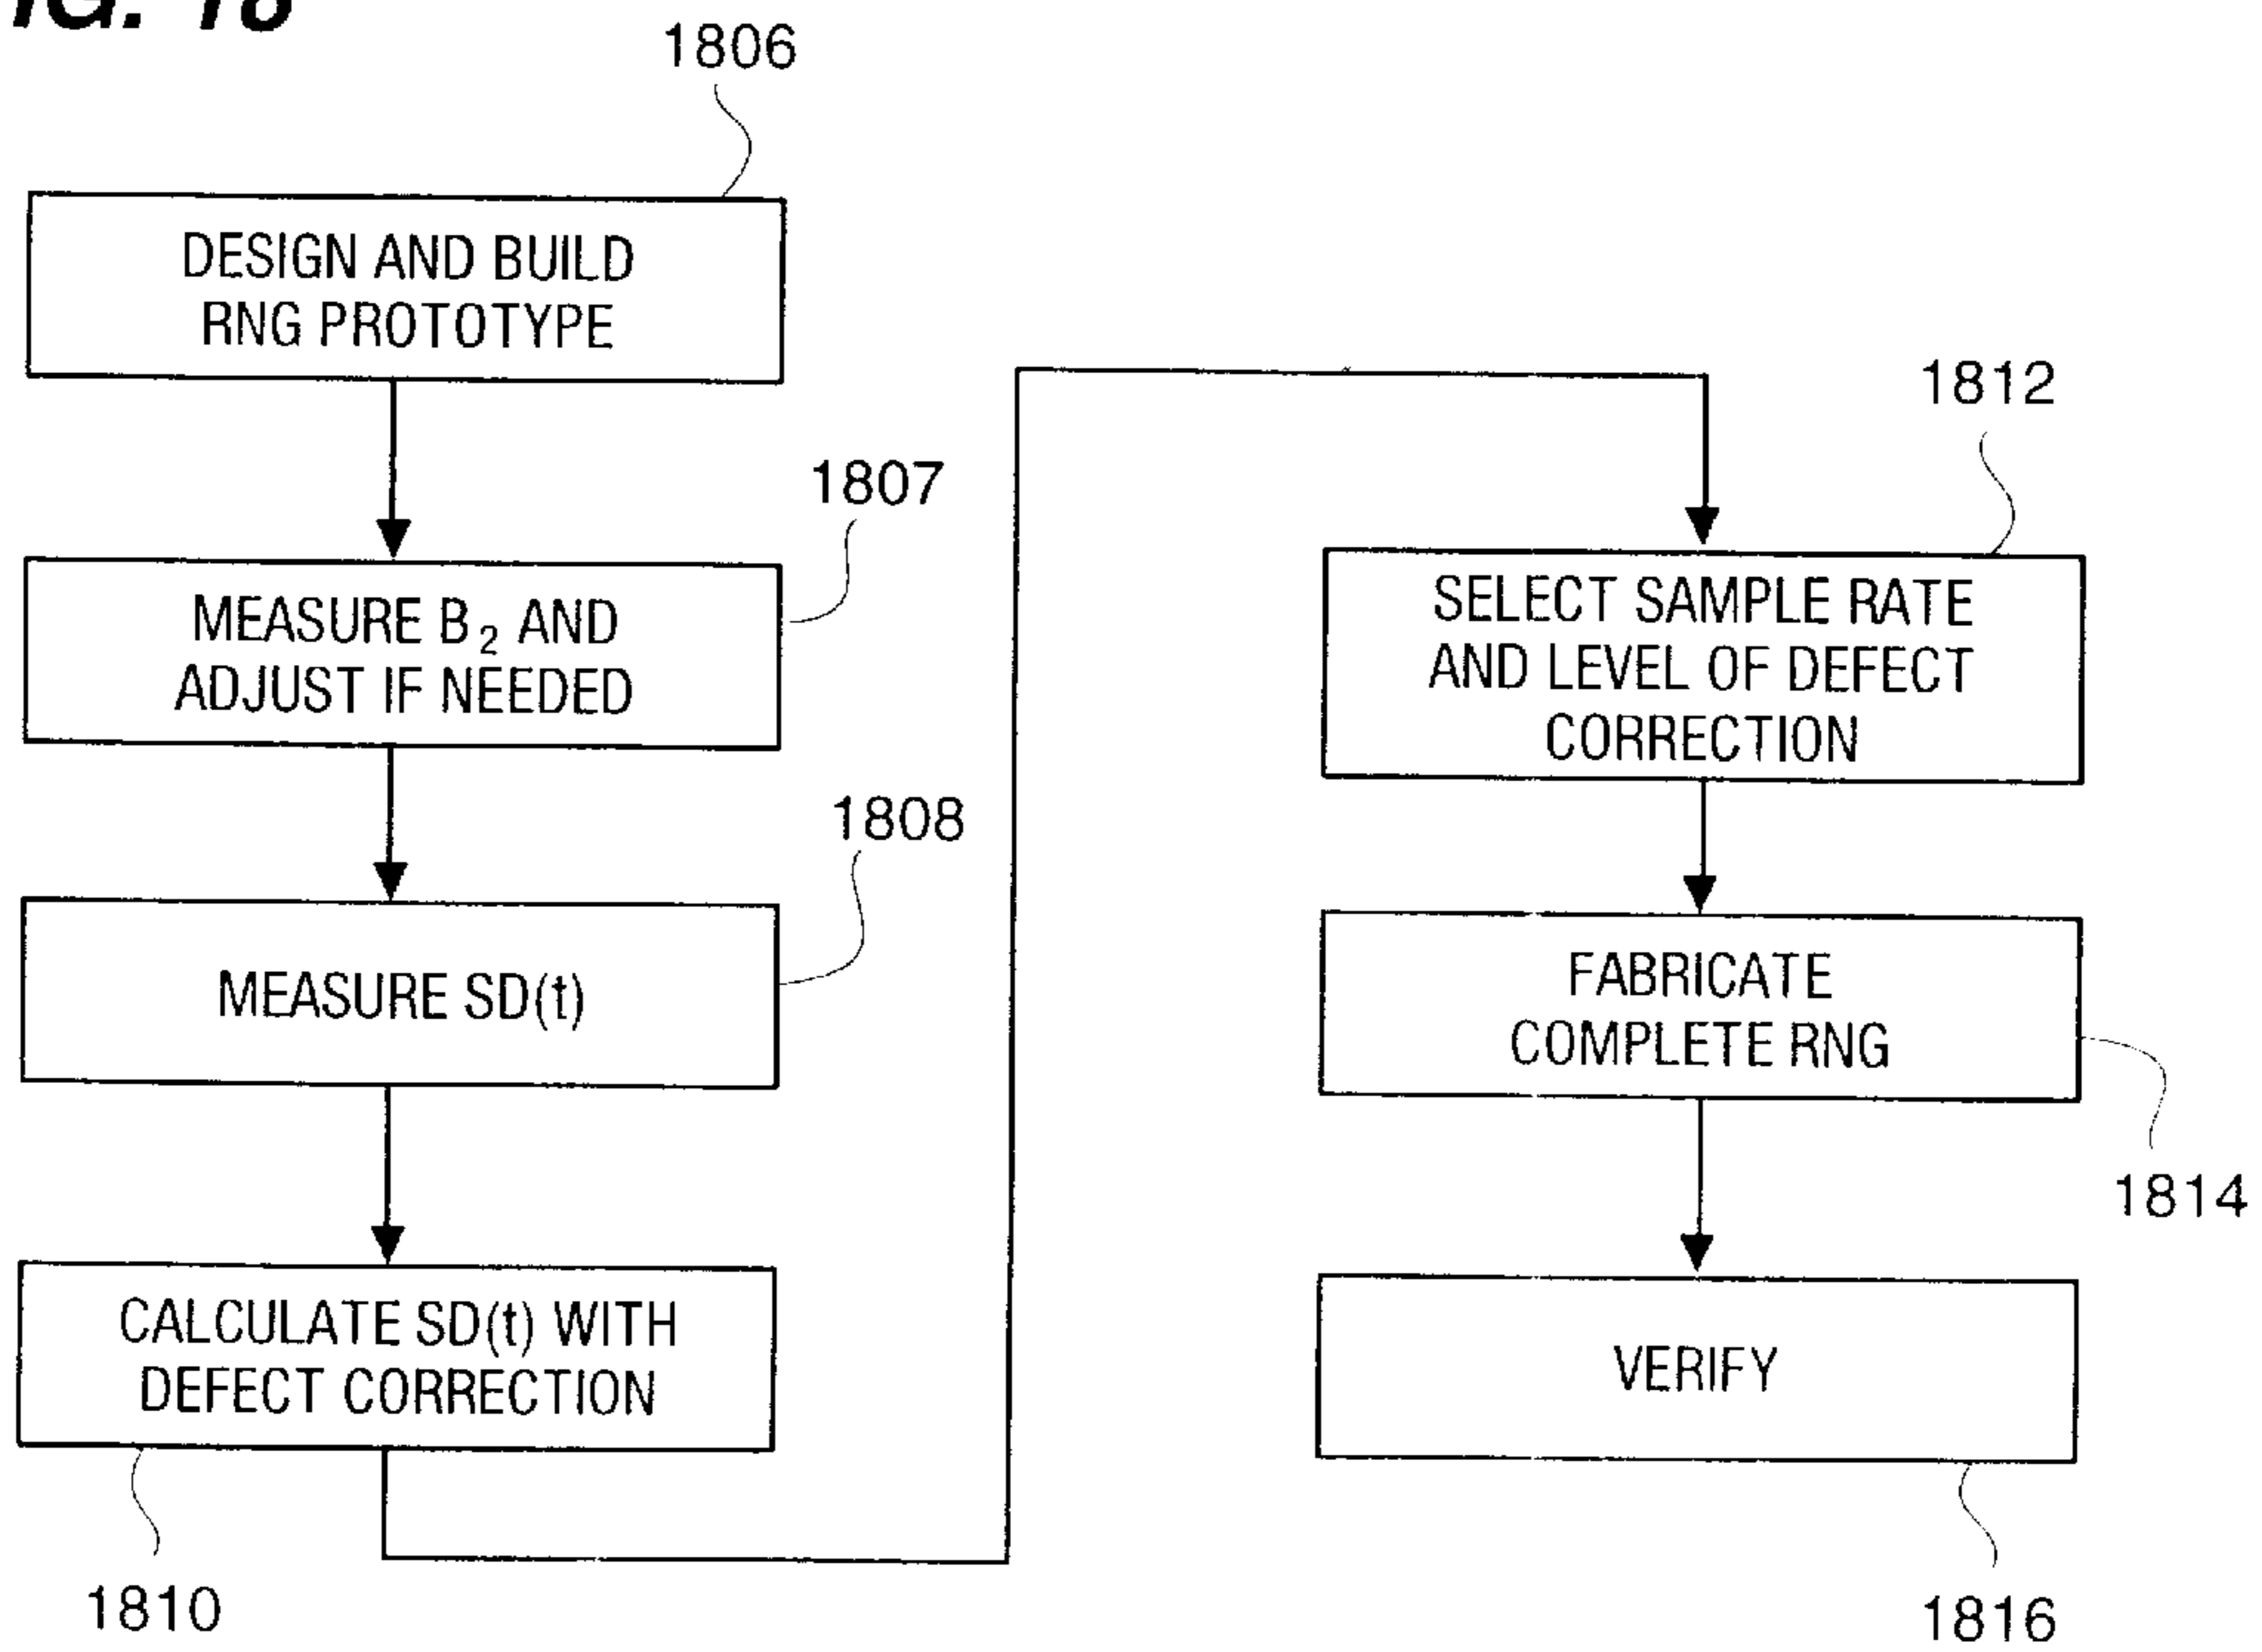 1806
DESIGN AND BUILD
RNG PROTOTYPE
1807
MEASURE B₂ AND
ADJUST IF NEEDED
1808
MEASURE SD(t)
CALCULATE SD(t) WITH
DEFECT CORRECTION
1810
1812
SELECT SAMPLE RATE
AND LEVEL OF DEFECT
CORRECTION
FABRICATE
COMPLETE RNG
1814
VERIFY
1816